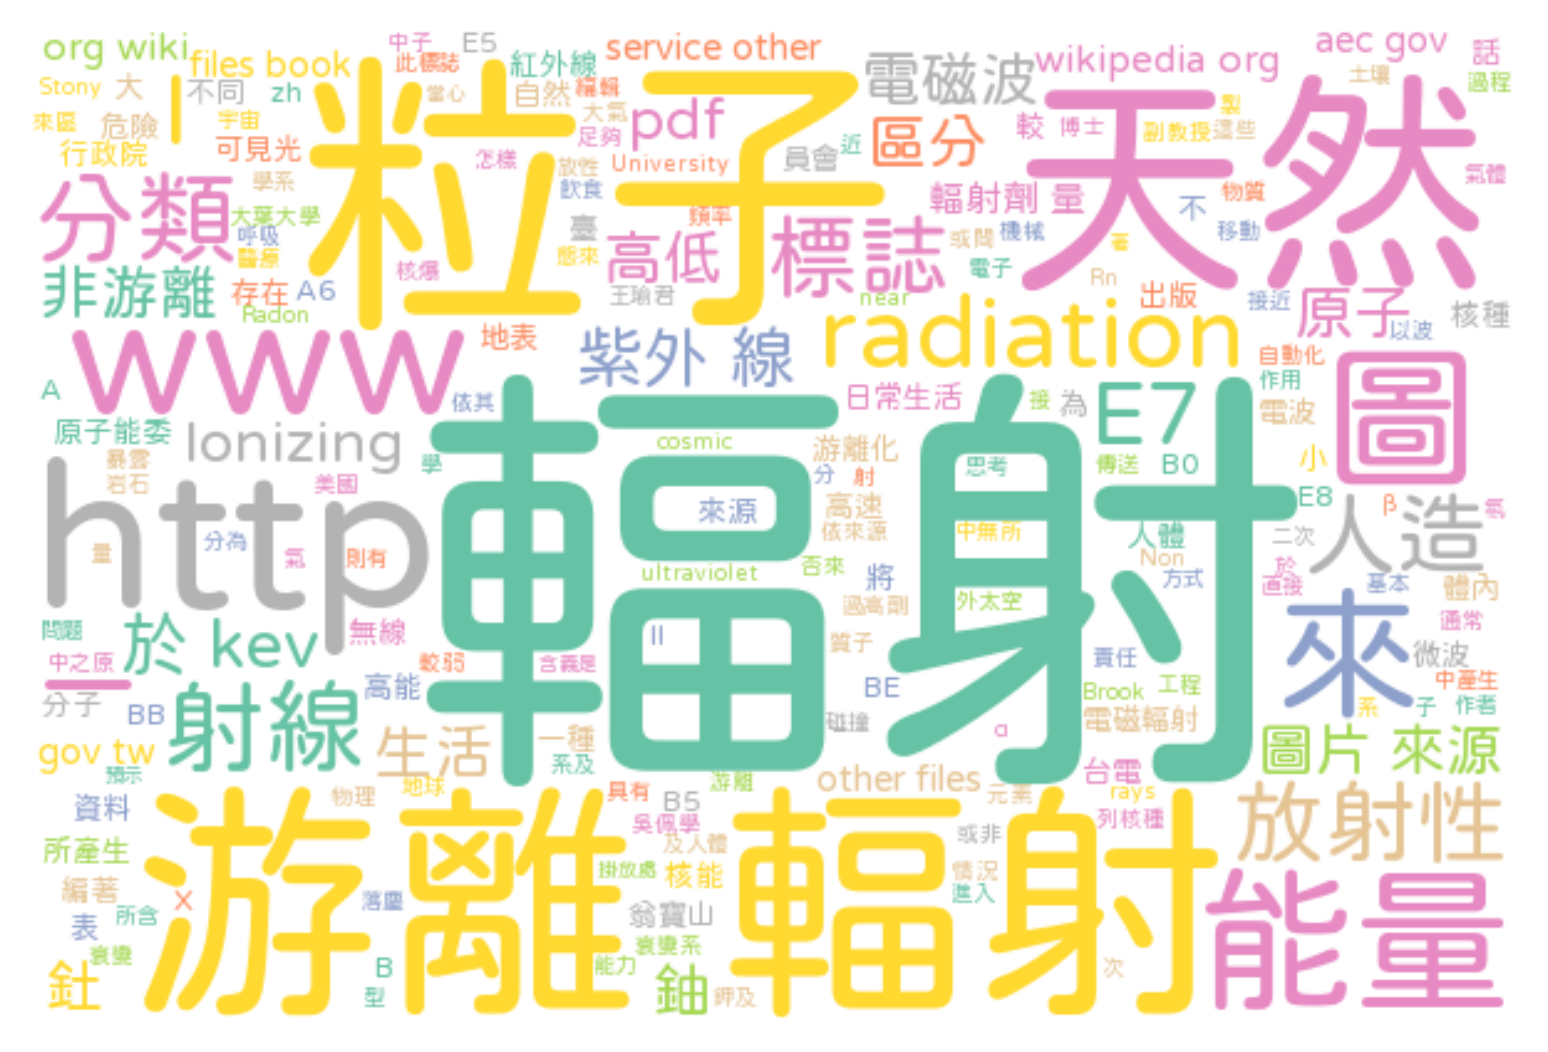 org wiki
files book
中子
E5
此標誌
紅外線
service other
電磁波
wikipedia org
aec gov
話
過程
土壤
Stony
大
不同
zh
當心
自然
編輯
來區
危險
宇宙
粒子
大氣
足夠
pdf
區分
較
博士
製
副教授
這些
天然
行政院
可見光
怎樣
放性
University
員會
近
氣體
分類
學系
飲食
輻射劑 量
不
物質
大葉大學
呼吸
醫療
臺
頻率
高低
標誌
或問
機械
著
移動
態來
核爆
電子
非游離
存在
A6
Radon
王瑜君
near
Rn
出版
接近
原子
以波
核種
www
地表
紫外 線
radiation
自動化
作用
圖
A
依其
日常生活
接
為
E7
電波
原子能委
Ionizing
學
cosmic
游離化
暴露
岩石
美國
輻射
分
射
思考
傳送
B0
小
http
來源
高速
依來源
中無所
人體
E8
β
氡
人造
二次
量
分為
氣
則有
ultraviolet
否來
將
Non
方式
於
直接
基本
體內
過高劑
外太空
來
問題
於
kev
無線
II
質子
通常
中之原
較弱
含義是
責任
微波
一
分子
BB
射線
高能
BE
Brook
工程
中產生
系
子
作者
碰撞
α
電磁輻射
gov tw
生活
一種
系及
圖片 來源
預示
地球
游離
other files
台電
rays
資料
物理
具有
B5
元素
列核種
放射性
吳佩學
所產生
游離輻射
及人體
或非
掛放處
核能
情況
進入
編著
X
落塵
能量
表
所含
翁寶山
衰變
衰變系
釷
B
型
能力
鈾
鉀及
次